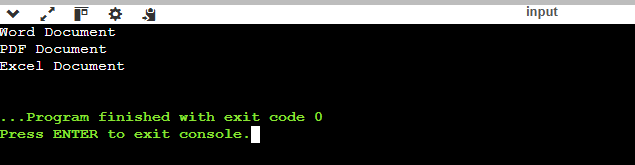 input
Word Document
PDF Document
Excel Document
...Program finished with exit code 0
Press ENTER to exit console.